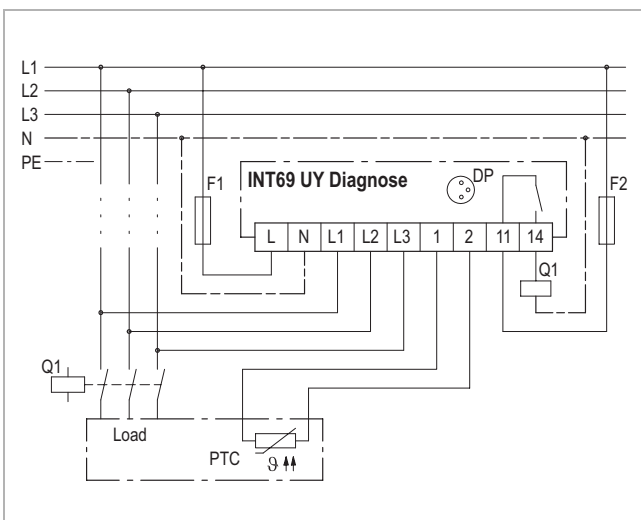 L1
L2
L3
N
PE
F1
INT69 UY Diagnose
DP
F2
L N L1 L2 L3 1 2 11 14
Q1
Q1
Load
PTC
ϑ